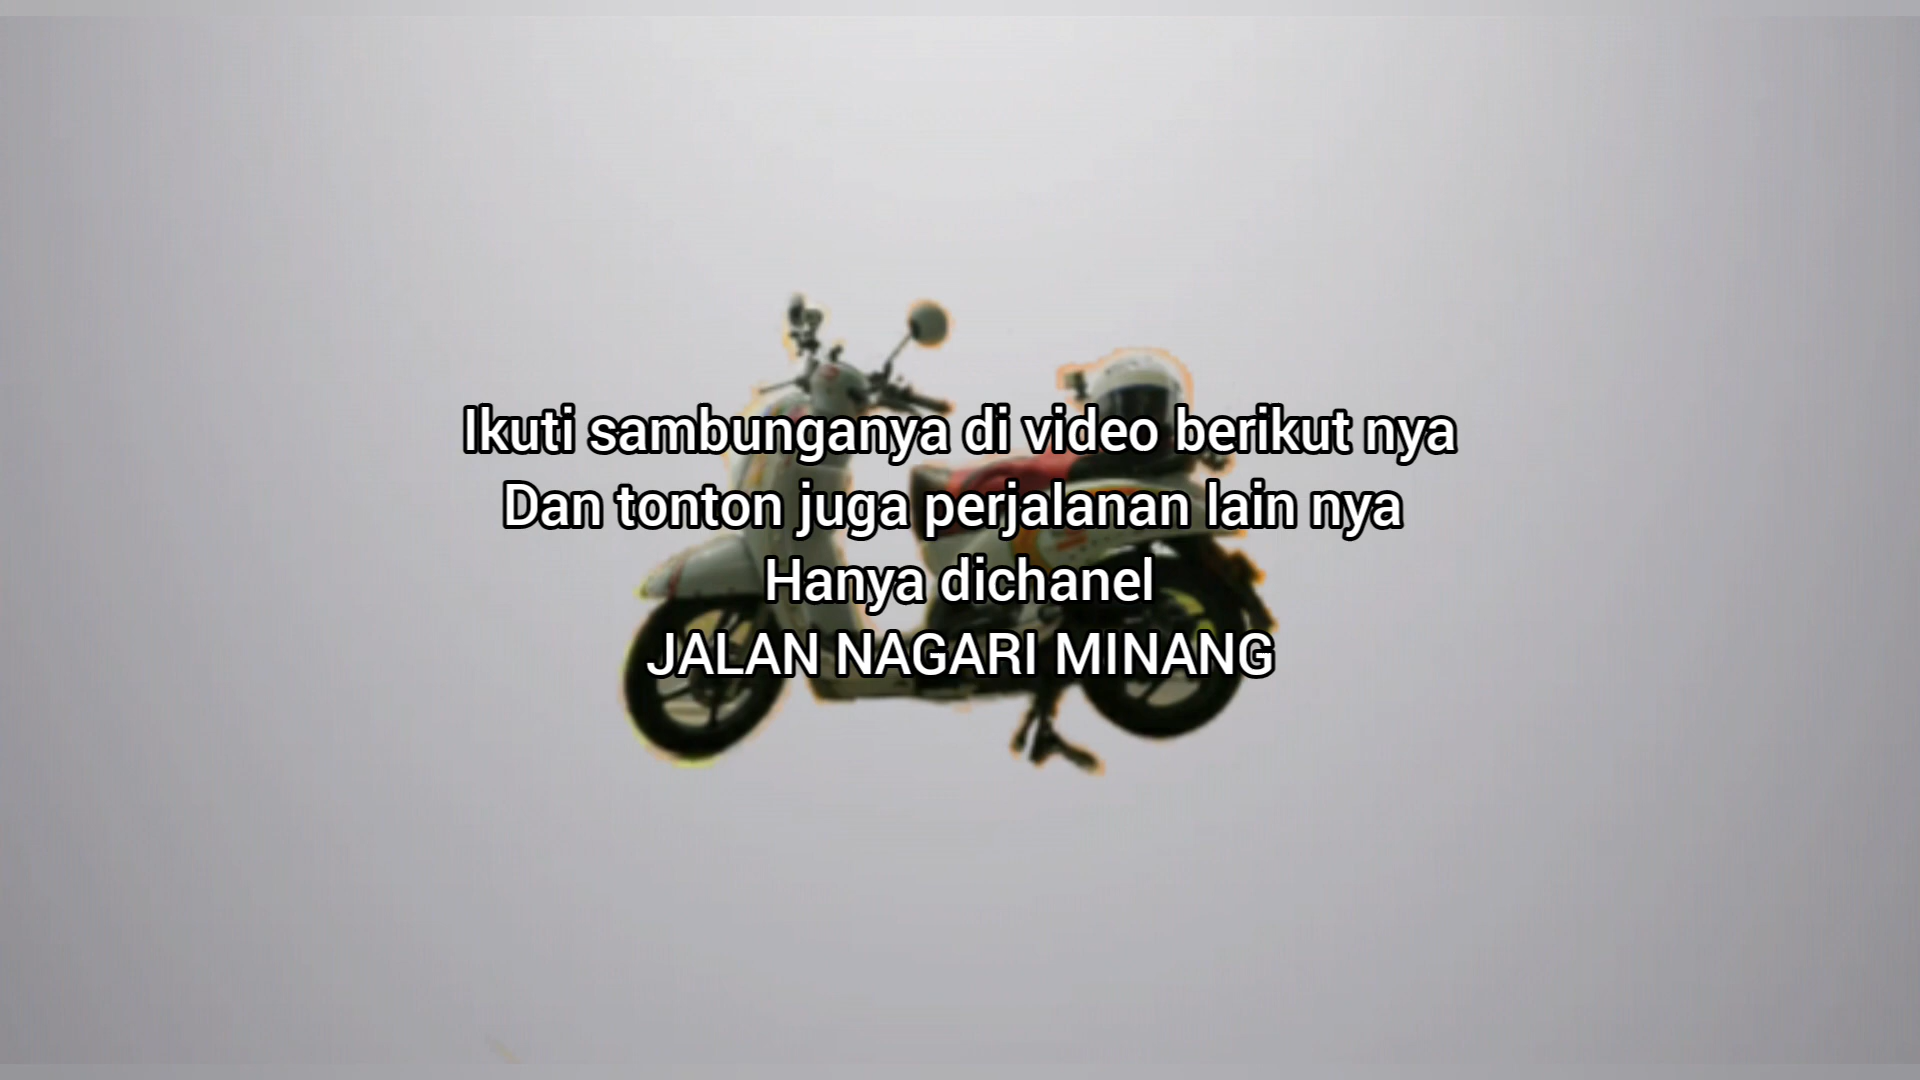 Ikuti sambunganya di video berikut nya
Dan tonton juga perjalanan lain nya
Hanya dichanel
JALAN NAGARI MINANG